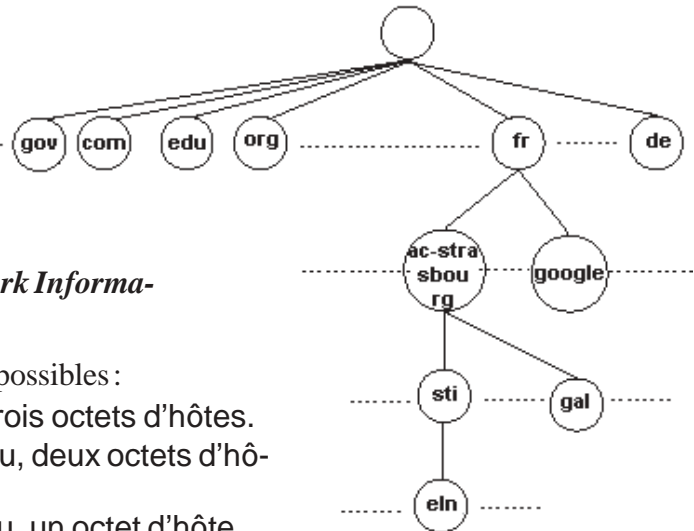 gov com edu org fr de
ac-stra
sbou
rg
google
rk Informa-
possibles :
sti
gal
rois octets d'hôtes.
u, deux octets d'hô-
eln
u, un octet d'hôte